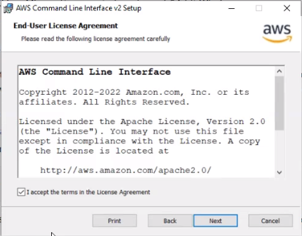 AWS Command Line Interface v2 Setup
End-User License Agreement
Please read the following license agreement carefully
aws
AWS Command Line Interface
Copyright 2012-2022 Amazon.com, Inc. or its
affiliates. All Rights Reserved.
Licensed under the Apache License, Version 2.0
(the "License"). You may not use this file
except in compliance with the License. A copy
of the License is located at
http://aws.amazon.com/apache2.0/
I accept the terms in the License Agreement
Print Back Next Cancel